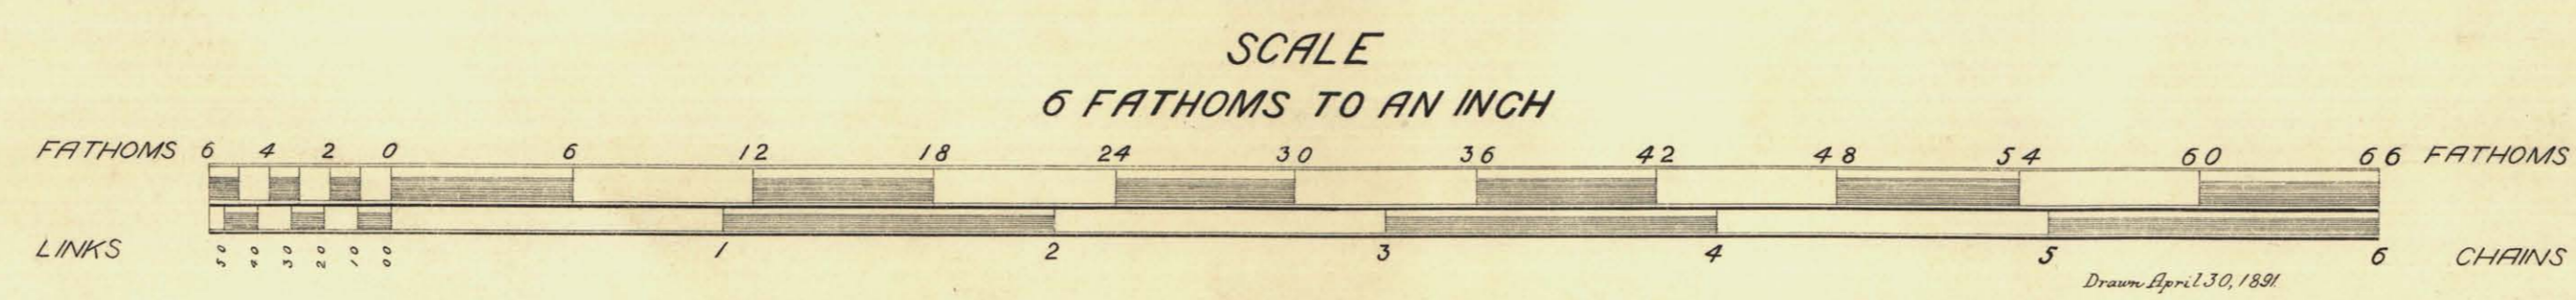 SCALE
6 FATHOMS TO AN INCH
FATHOMS 6 4 2 0 6 12 18 24 30 36 42 48 54 60 66 FATHOMS
LINKS 50 40 30 20 10 00 1 2 3 4 5 6 CHAINS
Drawn April 30, 1891.